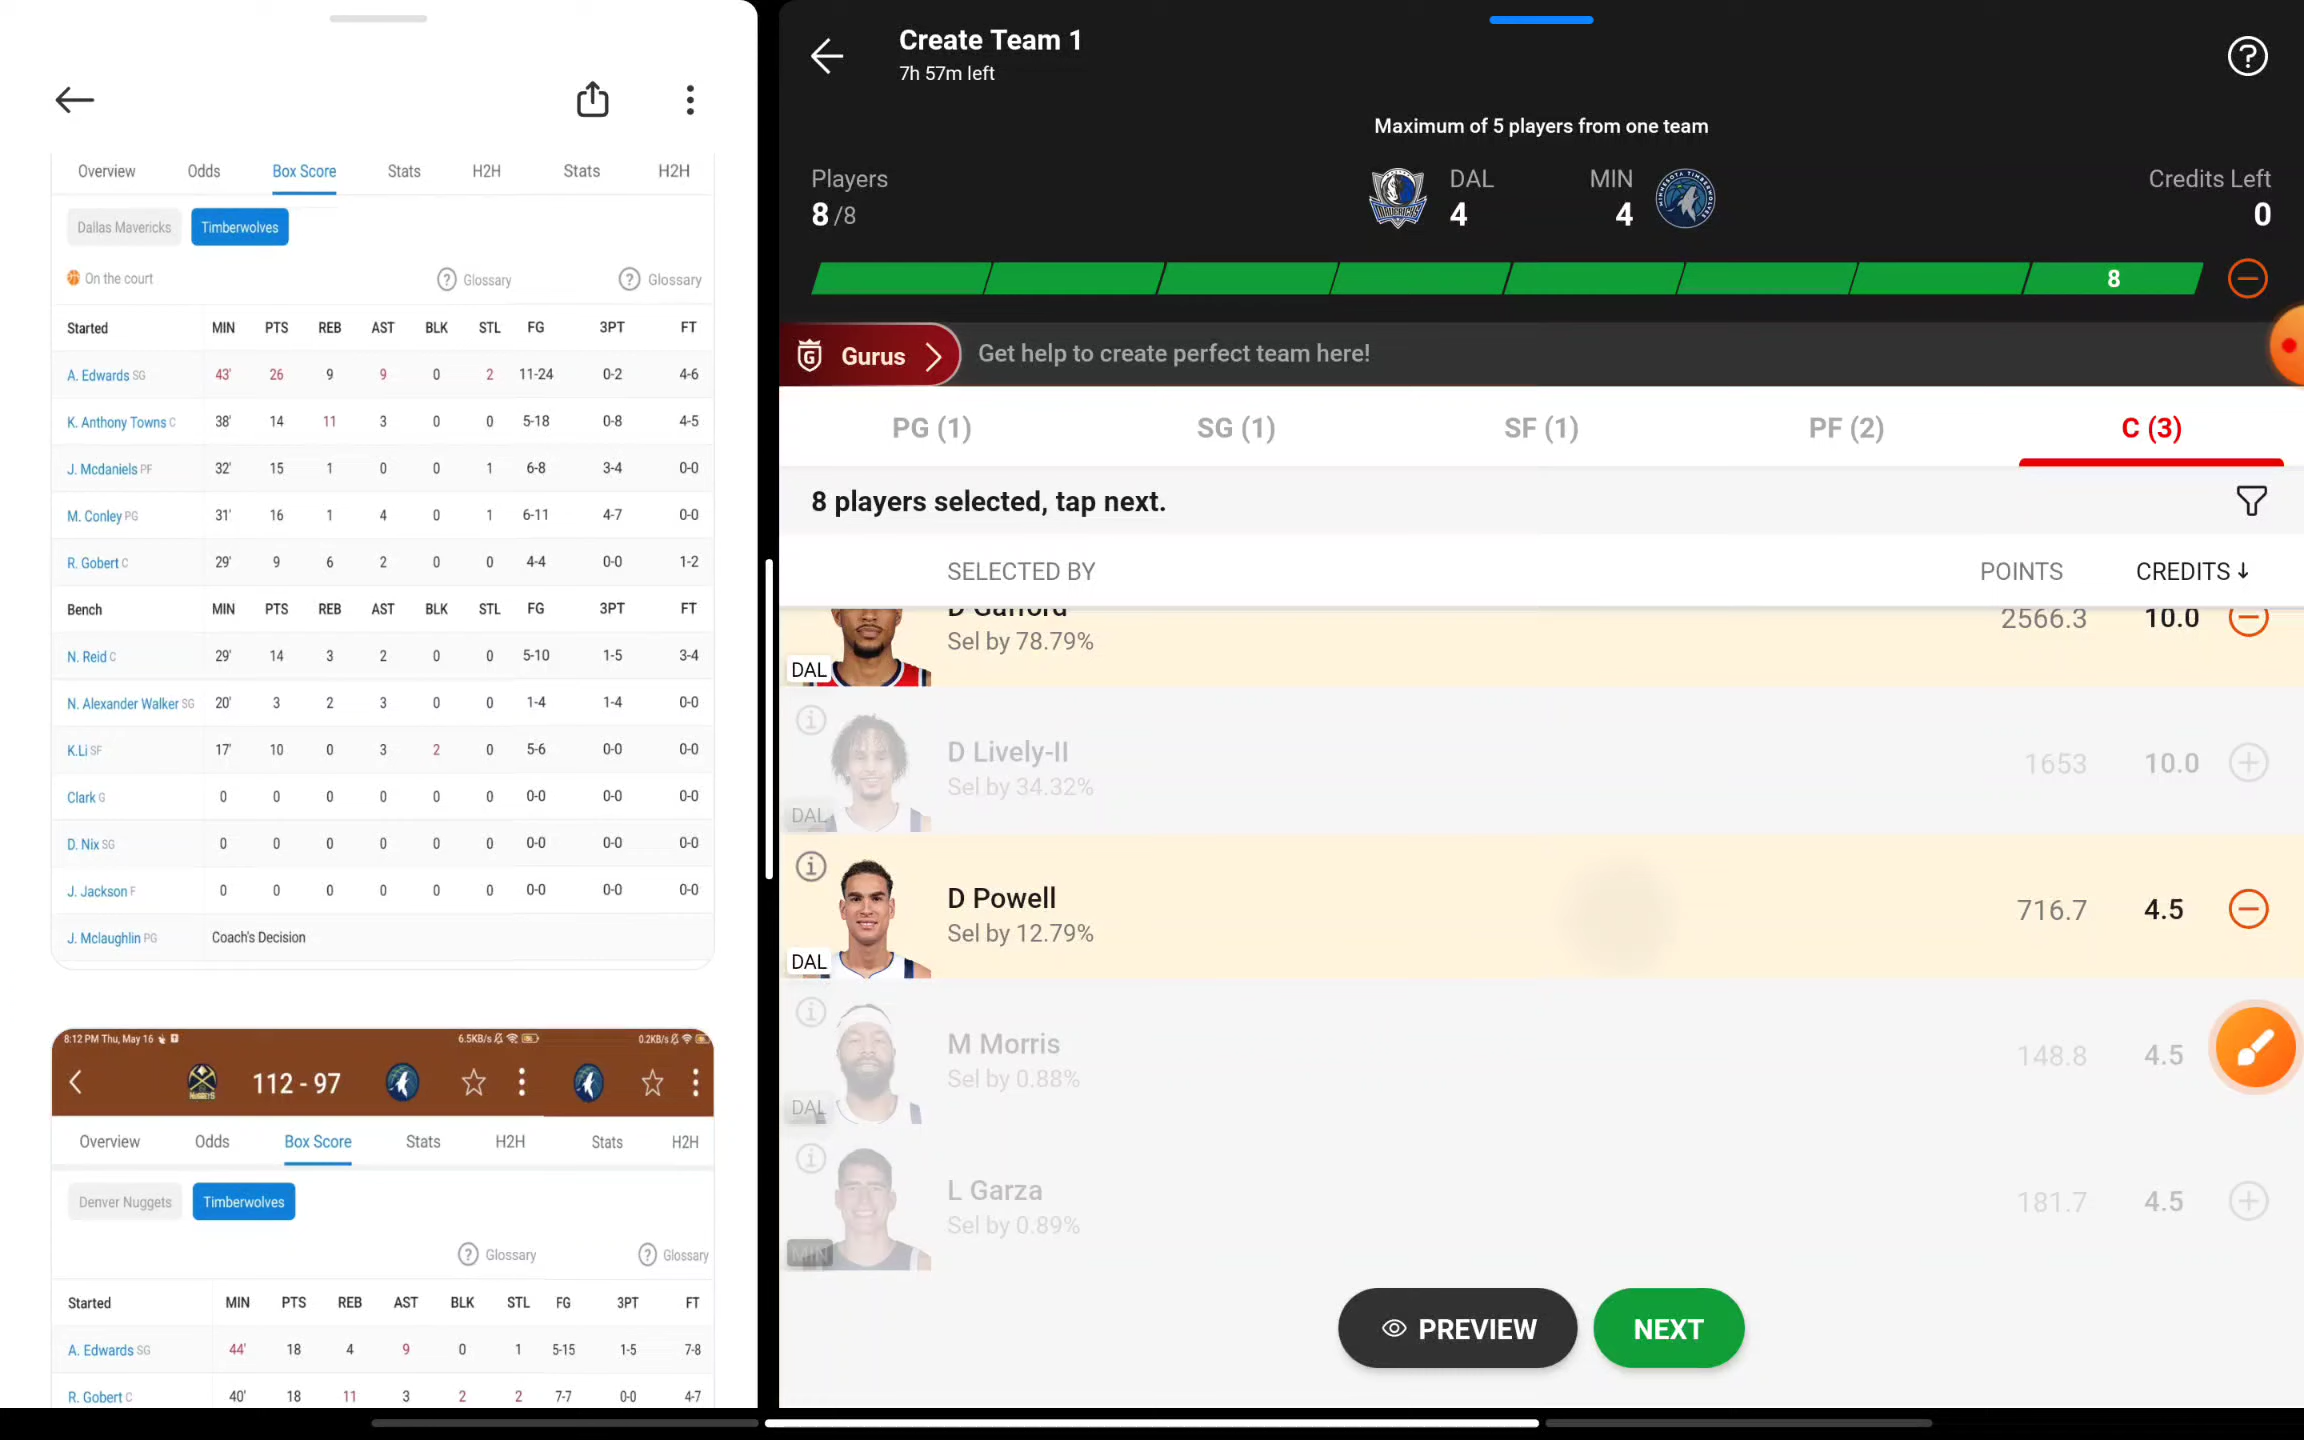 Overview Odds Box Score Stats H2H Stats H2H
Dallas Mavericks Timberwolves
On the court ? Glossary ? Glossary
Started MIN PTS REB AST BLK STL FG 3PT FT
A. Edwards SG 43' 26 9 9 0 2 11-24 0-2 4-6
K. Anthony Towns C 38' 14 11 3 0 0 5-18 0-8 4-5
J. Mcdaniels PF 32' 15 1 0 0 1 6-8 3-4 0-0
M. Conley PG 31' 16 1 4 0 1 6-11 4-7 0-0
R. Gobert C 29' 9 6 2 0 0 4-4 0-0 1-2
Bench MIN PTS REB AST BLK STL FG 3PT FT
N. Reid C 29' 14 3 2 0 0 5-10 1-5 3-4
N. Alexander Walker SG 20' 3 2 3 0 0 1-4 1-4 0-0
K.Li SF 17' 10 0 3 2 0 5-6 0-0 0-0
Clark G 0 0 0 0 0 0 0-0 0-0 0-0
D. Nix SG 0 0 0 0 0 0 0-0 0-0 0-0
J. Jackson F 0 0 0 0 0 0 0-0 0-0 0-0
J. Mclaughlin PG Coach's Decision
8:12 PM Thu, May 16 6.5KB/s 0.2KB/s
NUGGETS 112 - 97
Overview Odds Box Score Stats H2H Stats H2H
Denver Nuggets Timberwolves
? Glossary ? Glossary
Started MIN PTS REB AST BLK STL FG 3PT FT
A. Edwards SG 44' 18 4 9 0 1 5-15 1-5 7-8
R. Gobert C 40' 18 11 3 2 2 7-7 0-0 4-7
Create Team 1
7h 57m left
?
Maximum of 5 players from one team
Players DAL MIN Credits Left
8 /8 4 4 0
MAVERICKS
MINNESOTA TIMBERWOLVES
8
G Gurus Get help to create perfect team here!
PG (1) SG (1) SF (1) PF (2) C (3)
8 players selected, tap next.
SELECTED BY POINTS CREDITS
D Gafford 2566.3 10.0
Sel by 78.79%
DAL
D Lively-II 1653 10.0
Sel by 34.32%
DAL
D Powell 716.7 4.5
Sel by 12.79%
DAL
M Morris 148.8 4.5
Sel by 0.88%
DAL
L Garza 181.7 4.5
Sel by 0.89%
MIN
PREVIEW NEXT